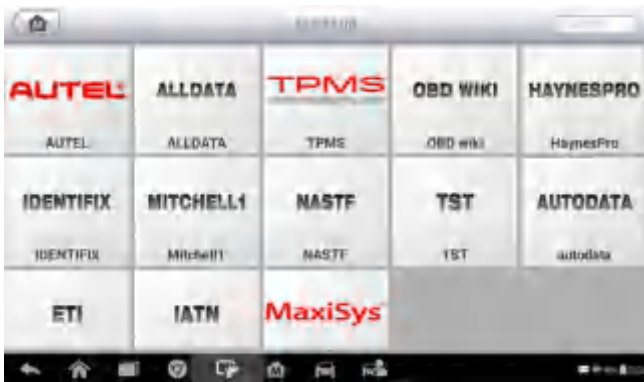 AUTEL ALLDATA TPMS OBD WIKI HAYNESPRO
AUTEL ALLDATA TPMS OBD wiki HaynesPro
IDENTIFIX MITCHELL1 NASTF TST AUTODATA
IDENTIFIX Mitchell1 NASTF TST autodata
ETI IATN MaxiSys